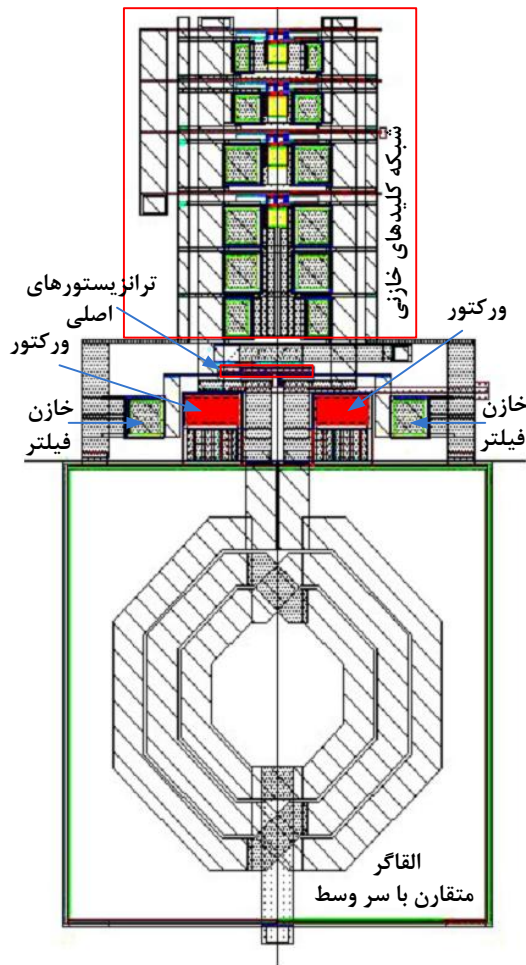 شبکه کلیدهای خازنی
ترانزیستورهای
اصلی
ورکتور
ورکتور
خازن
فیلتر
خازن
فیلتر
القاگر
متقارن با سر وسط